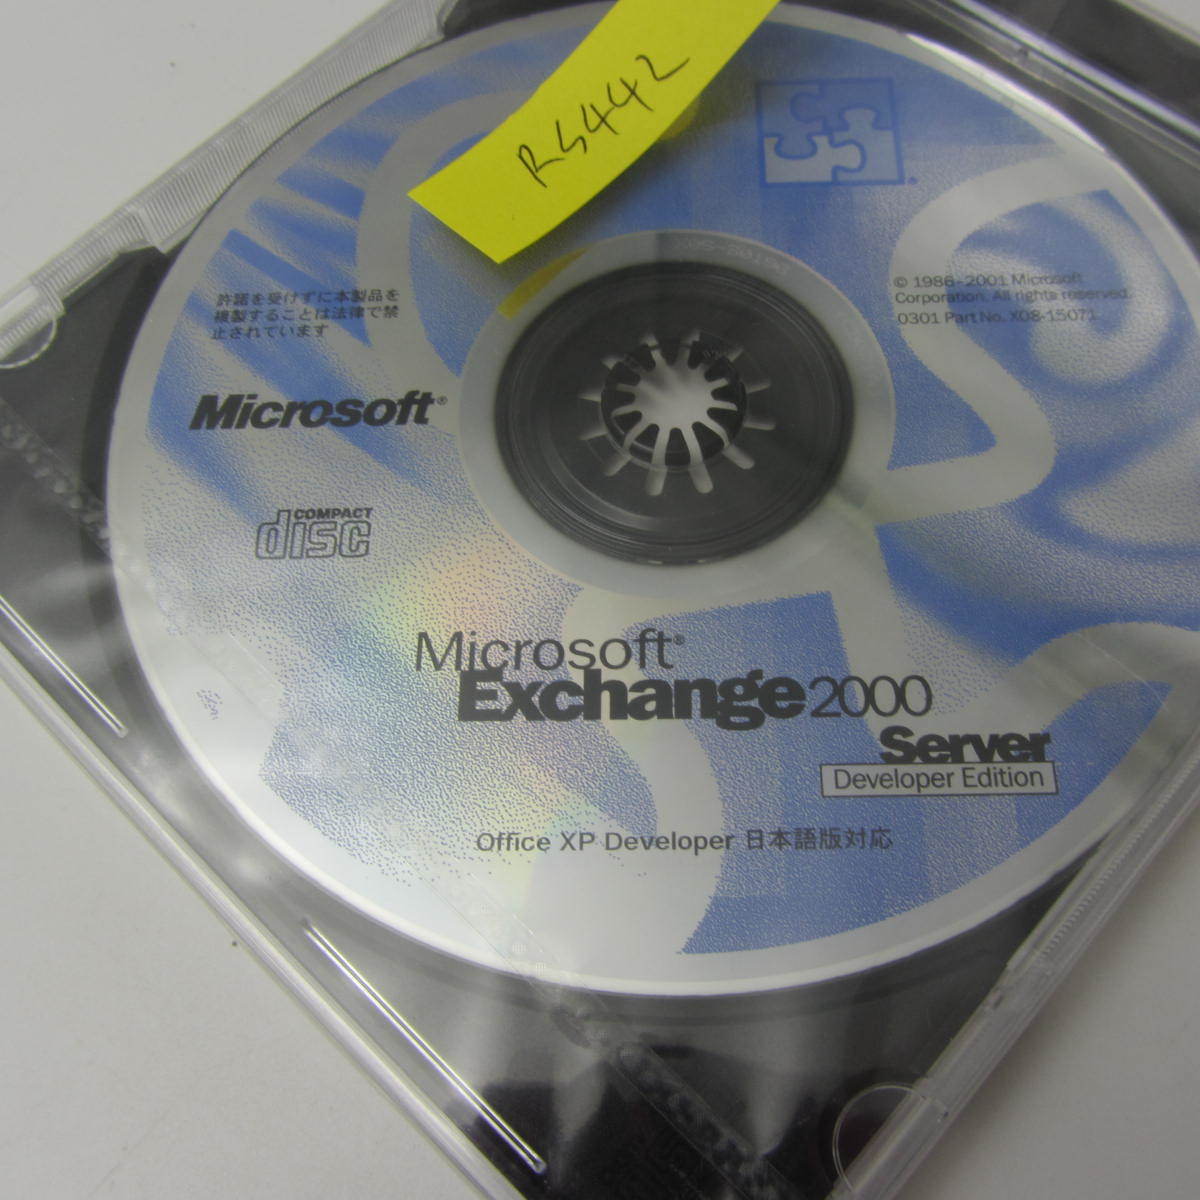 RS442
© 1986-2001 Microsoft
Corporation. All rights reserved.
0301 Part No. X08-15071
許諾を受けずに本製品を
複製することは法律で禁
止されています
Microsoft®
COMPACT
disc
Microsoft®
Exchange 2000
Server
Developer Edition
Office XP Developer 日本語版対応